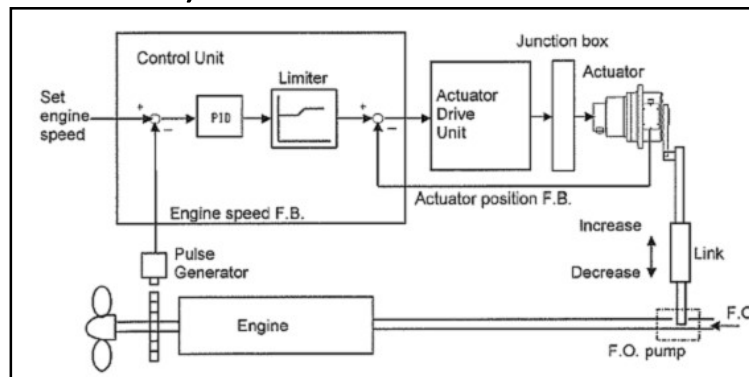 Control Unit
Junction box
Limiter
Actuator
Set
engine
speed
+
−
PID
+
−
Actuator
Drive
Unit
Engine speed F.B.
Actuator position F.B.
Increase
Pulse
Generator
Decrease
Link
Engine
F.O. pump